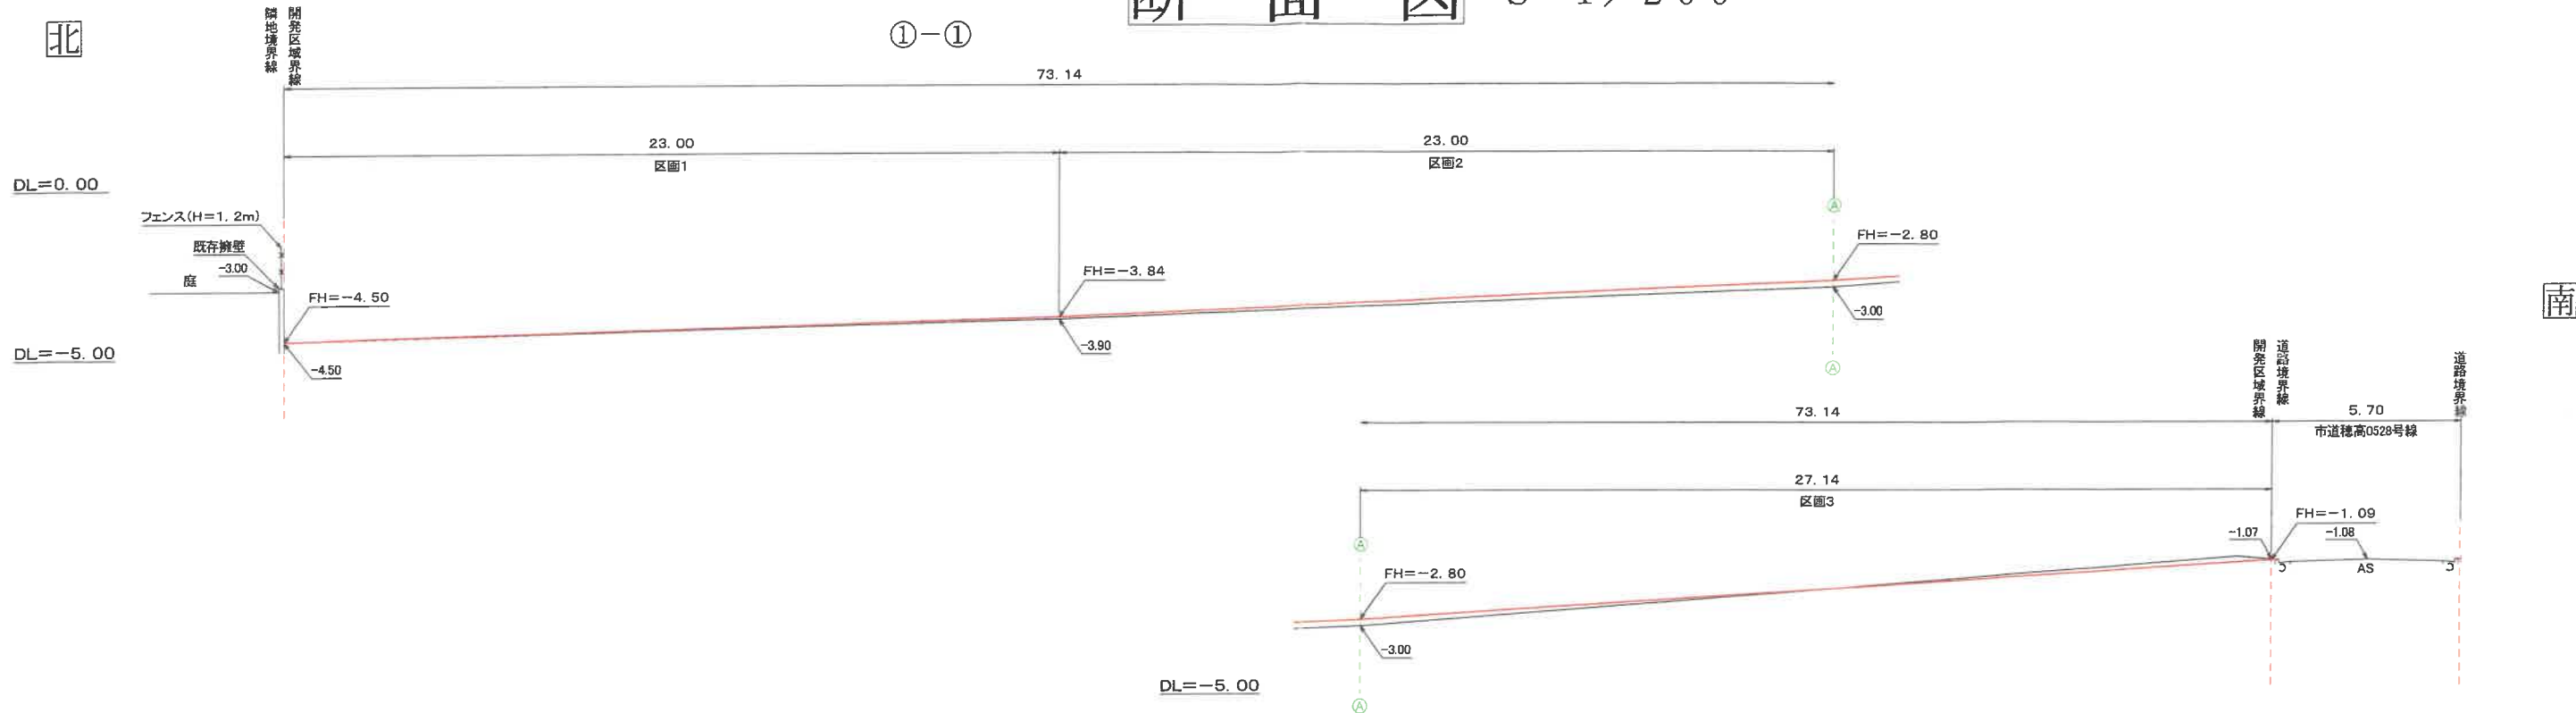 断面図 S=1/200
北
隣地境界線
開発区域界線
①-①
73.14
23.00
区画1
23.00
区画2
DL=0.00
フェンス(H=1.2m)
既存擁壁
-3.00
庭
FH=-4.50
-4.50
DL=-5.00
FH=-3.84
-3.90
A
FH=-2.80
-3.00
A
南
開発区域界線
道路境界線
道路境界線
73.14
5.70
市道穂高0528号線
27.14
区画3
A
FH=-2.80
-3.00
-1.07
FH=-1.09
-1.08
AS
DL=-5.00
A